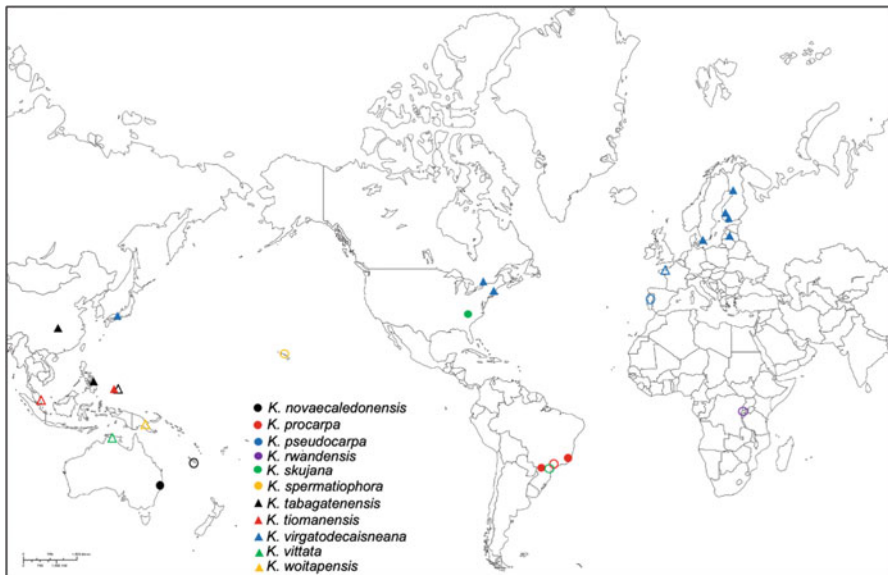 K. novaecaledonensis
K. procarpa
K. pseudocarpa
K. rwandensis
K. skujana
K. spermatiophora
K. tabagatenensis
K. tiomanensis
K. virgatodecaisneana
K. vittata
K. woitapensis